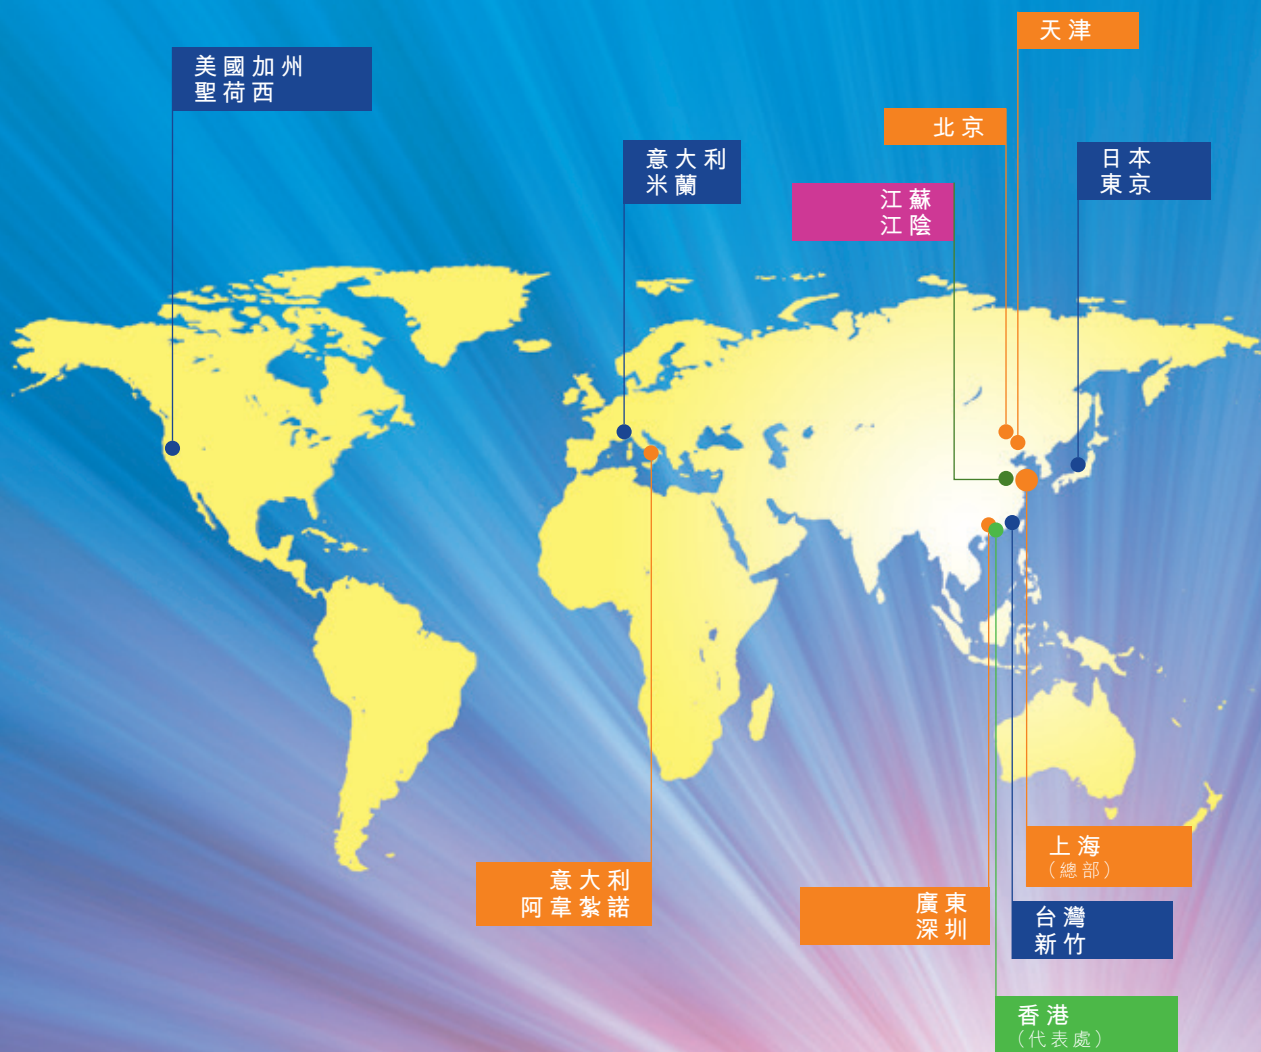 天津
美國加州
聖荷西
北京
意大利
米蘭
日本
東京
江蘇
江陰
上海
（總部）
意大利
阿韋紮諾
廣東
深圳
台灣
新竹
香港
（代表處）